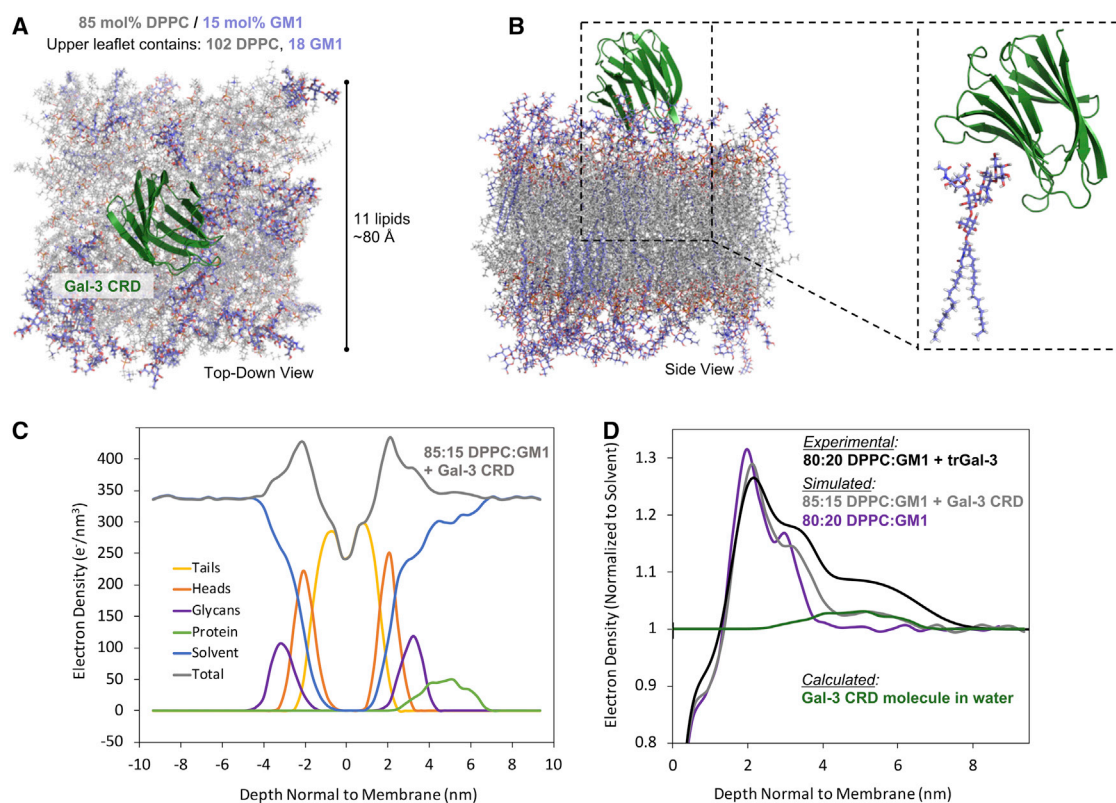 A
85 mol% DPPC / 15 mol% GM1
Upper leaflet contains: 102 DPPC, 18 GM1
11 lipids
~80 Å
Gal-3 CRD
Top-Down View
B
Side View
C
85:15 DPPC:GM1
+ Gal-3 CRD
Electron Density (e⁻/nm³)
400
350
300
250
200
150
100
50
0
-50
Tails
Heads
Glycans
Protein
Solvent
Total
-10 -8 -6 -4 -2 0 2 4 6 8 10
Depth Normal to Membrane (nm)
D
Experimental:
80:20 DPPC:GM1 + trGal-3
Simulated:
85:15 DPPC:GM1 + Gal-3 CRD
80:20 DPPC:GM1
Electron Density (Normalized to Solvent)
1.3
1.2
1.1
1
0.9
0.8
Calculated:
Gal-3 CRD molecule in water
0 2 4 6 8
Depth Normal to Membrane (nm)